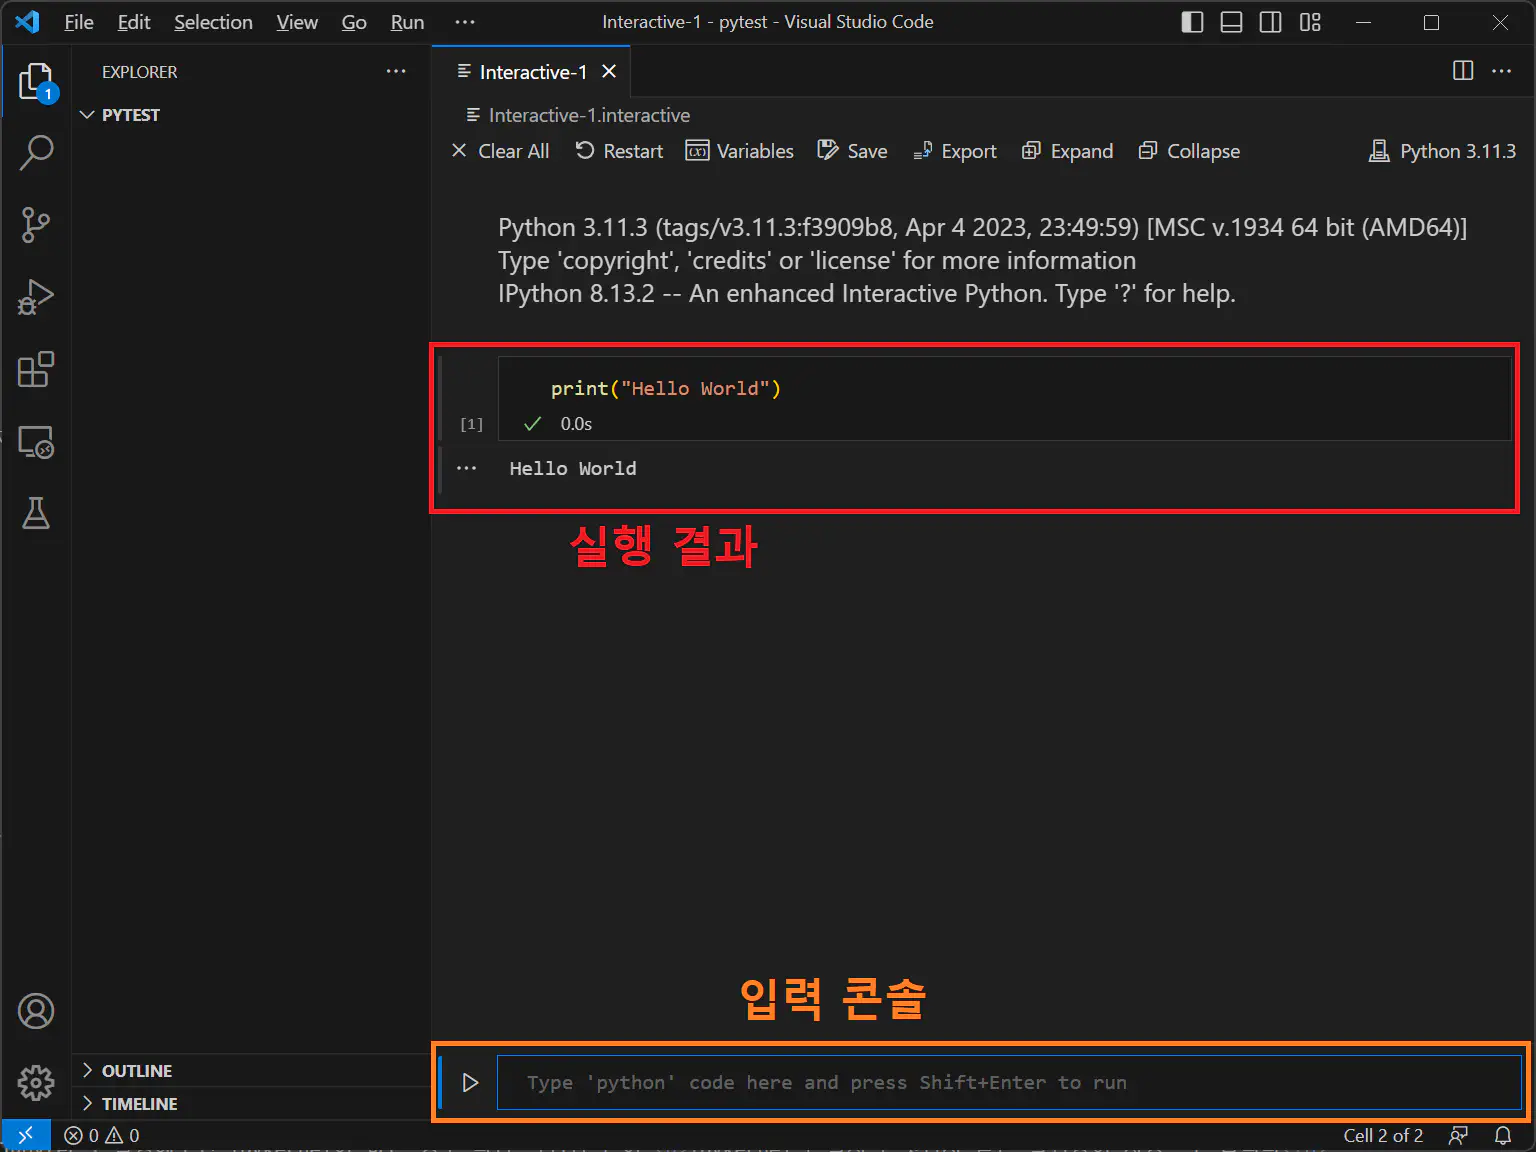 File Edit Selection View Go Run ··· Interactive-1 - pytest - Visual Studio Code
EXPLORER ···
1
PYTEST
Interactive-1
Interactive-1.interactive
Clear All Restart Variables Save Export Expand Collapse Python 3.11.3
Python 3.11.3 (tags/v3.11.3:f3909b8, Apr 4 2023, 23:49:59) [MSC v.1934 64 bit (AMD64)]
Type 'copyright', 'credits' or 'license' for more information
IPython 8.13.2 -- An enhanced Interactive Python. Type '?' for help.
print("Hello World")
[1] 0.0s
··· Hello World
실행 결과
입력 콘솔
Type 'python' code here and press Shift+Enter to run
OUTLINE
TIMELINE
0 0 Cell 2 of 2